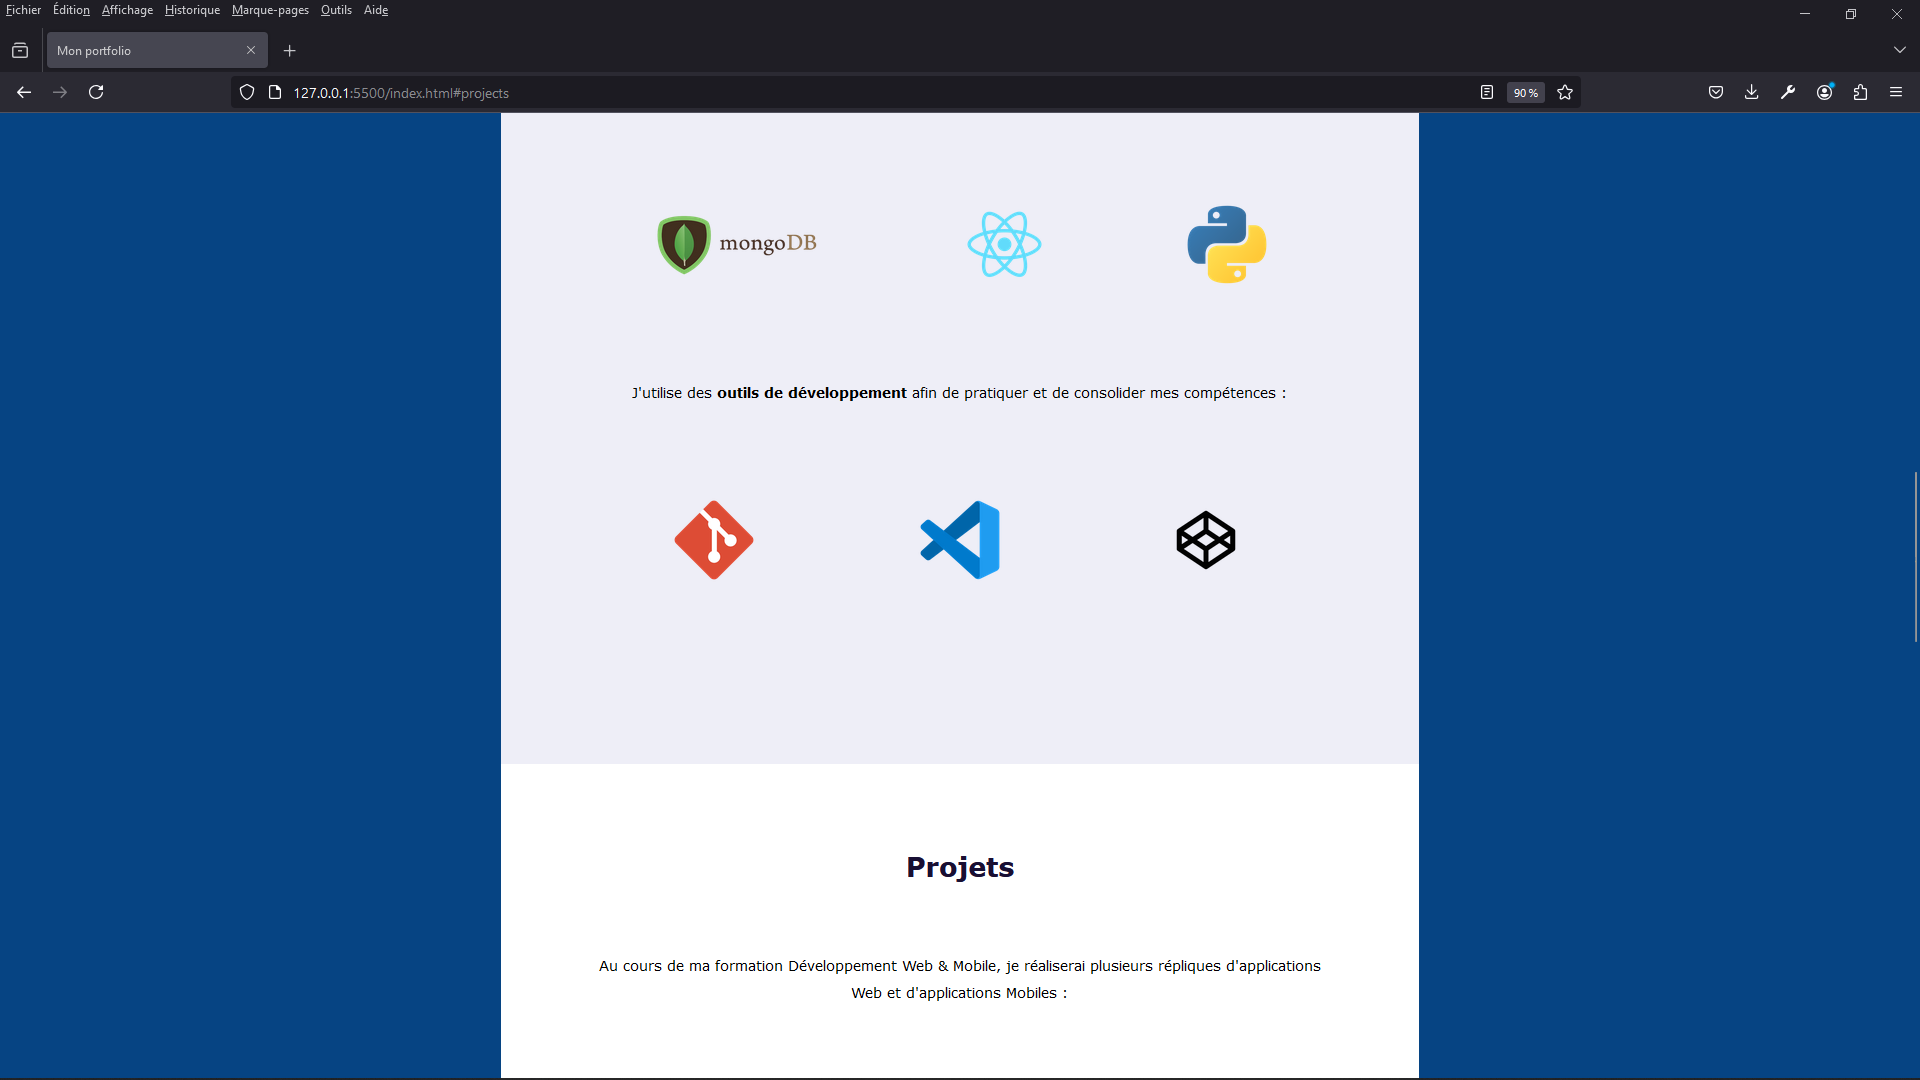 Fichier Édition Affichage Historique Marque-pages Outils Aide
Mon portfolio
127.0.0.1:5500/index.html#projects
90 %
mongoDB
J'utilise des outils de développement afin de pratiquer et de consolider mes compétences :
Projets
Au cours de ma formation Développement Web & Mobile, je réaliserai plusieurs répliques d'applications
Web et d'applications Mobiles :